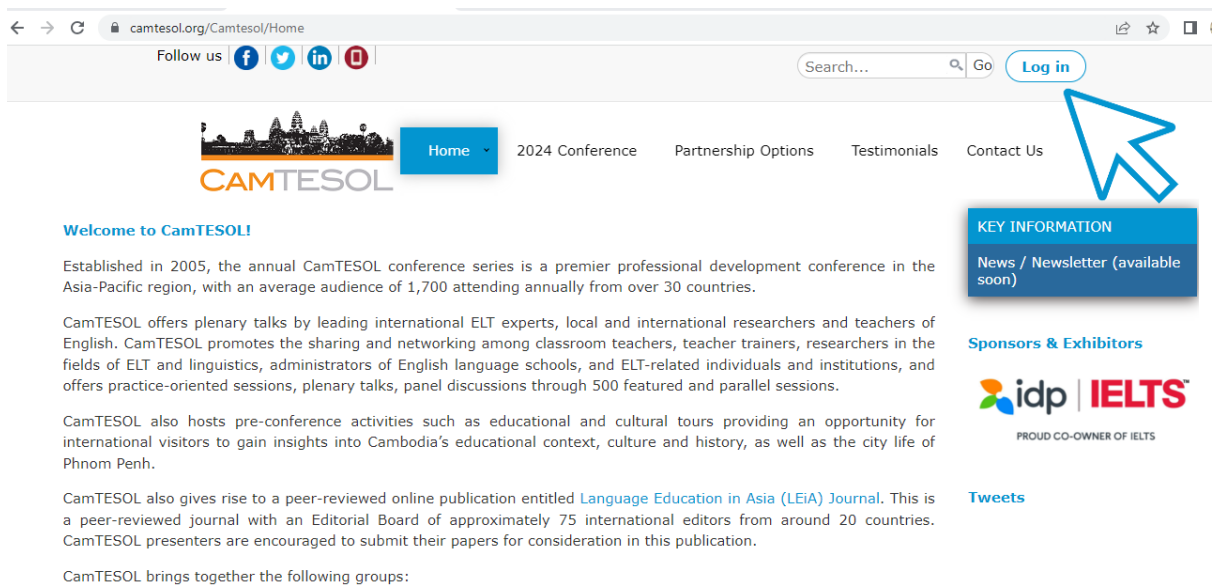 camtesol.org/Camtesol/Home
Follow us
Search...
Go
Log in
CAMTESOL
Home
2024 Conference
Partnership Options
Testimonials
Contact Us
Welcome to CamTESOL!
Established in 2005, the annual CamTESOL conference series is a premier professional development conference in the
Asia-Pacific region, with an average audience of 1,700 attending annually from over 30 countries.
CamTESOL offers plenary talks by leading international ELT experts, local and international researchers and teachers of
English. CamTESOL promotes the sharing and networking among classroom teachers, teacher trainers, researchers in the
fields of ELT and linguistics, administrators of English language schools, and ELT-related individuals and institutions, and
offers practice-oriented sessions, plenary talks, panel discussions through 500 featured and parallel sessions.
CamTESOL also hosts pre-conference activities such as educational and cultural tours providing an opportunity for
international visitors to gain insights into Cambodia's educational context, culture and history, as well as the city life of
Phnom Penh.
CamTESOL also gives rise to a peer-reviewed online publication entitled Language Education in Asia (LEiA) Journal. This is
a peer-reviewed journal with an Editorial Board of approximately 75 international editors from around 20 countries.
CamTESOL presenters are encouraged to submit their papers for consideration in this publication.
CamTESOL brings together the following groups:
KEY INFORMATION
News / Newsletter (available
soon)
Sponsors & Exhibitors
idp | IELTS™
PROUD CO-OWNER OF IELTS
Tweets